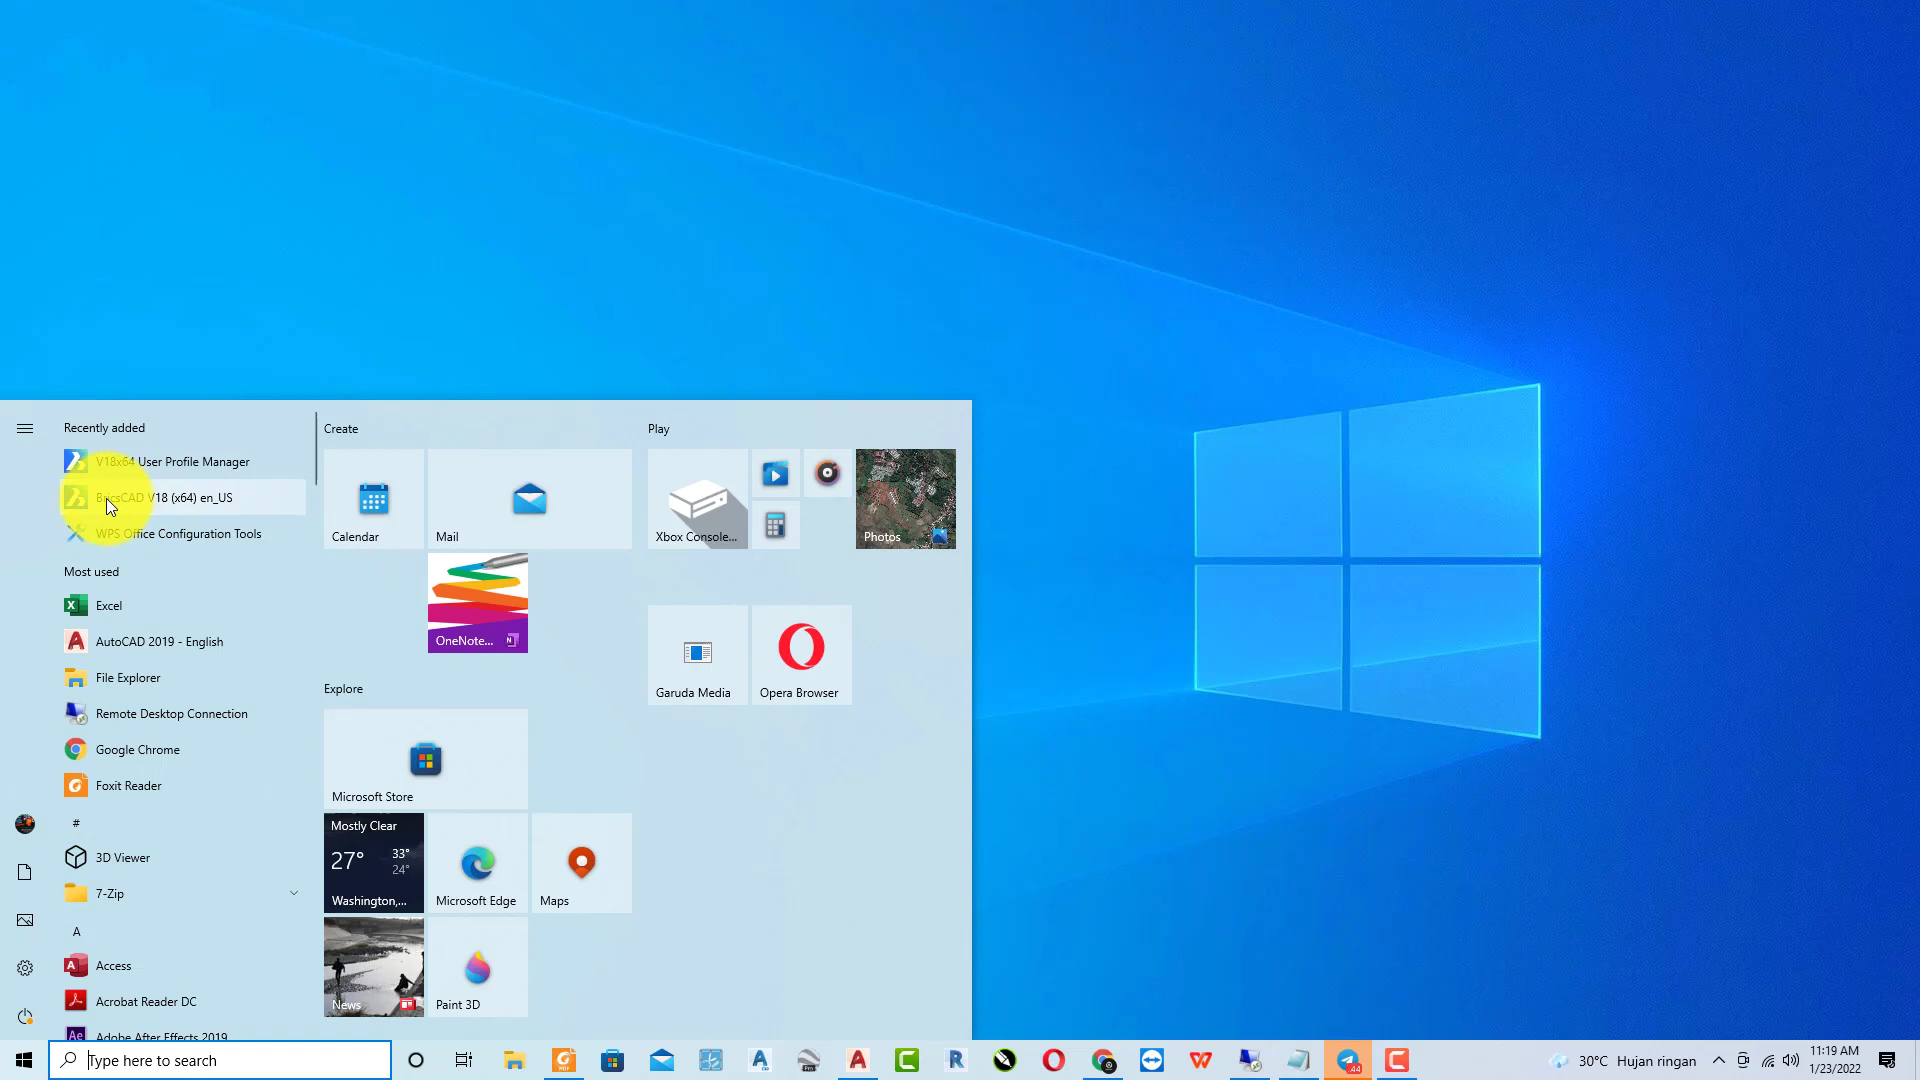 Recently added
V18x64 User Profile Manager
BricsCAD V18 (x64) en_US
WPS Office Configuration Tools
Most used
Excel
AutoCAD 2019 - English
File Explorer
Remote Desktop Connection
Google Chrome
Foxit Reader
#
3D Viewer
7-Zip
A
Access
Acrobat Reader DC
Adobe After Effects 2019
Create
Calendar
Mail
OneNote...
Explore
Microsoft Store
Mostly Clear
27°
33°
24°
Washington,...
Microsoft Edge
Maps
News
Paint 3D
Play
Xbox Console...
Photos
Garuda Media
Opera Browser
Type here to search
30°C Hujan ringan
11:19 AM
1/23/2022